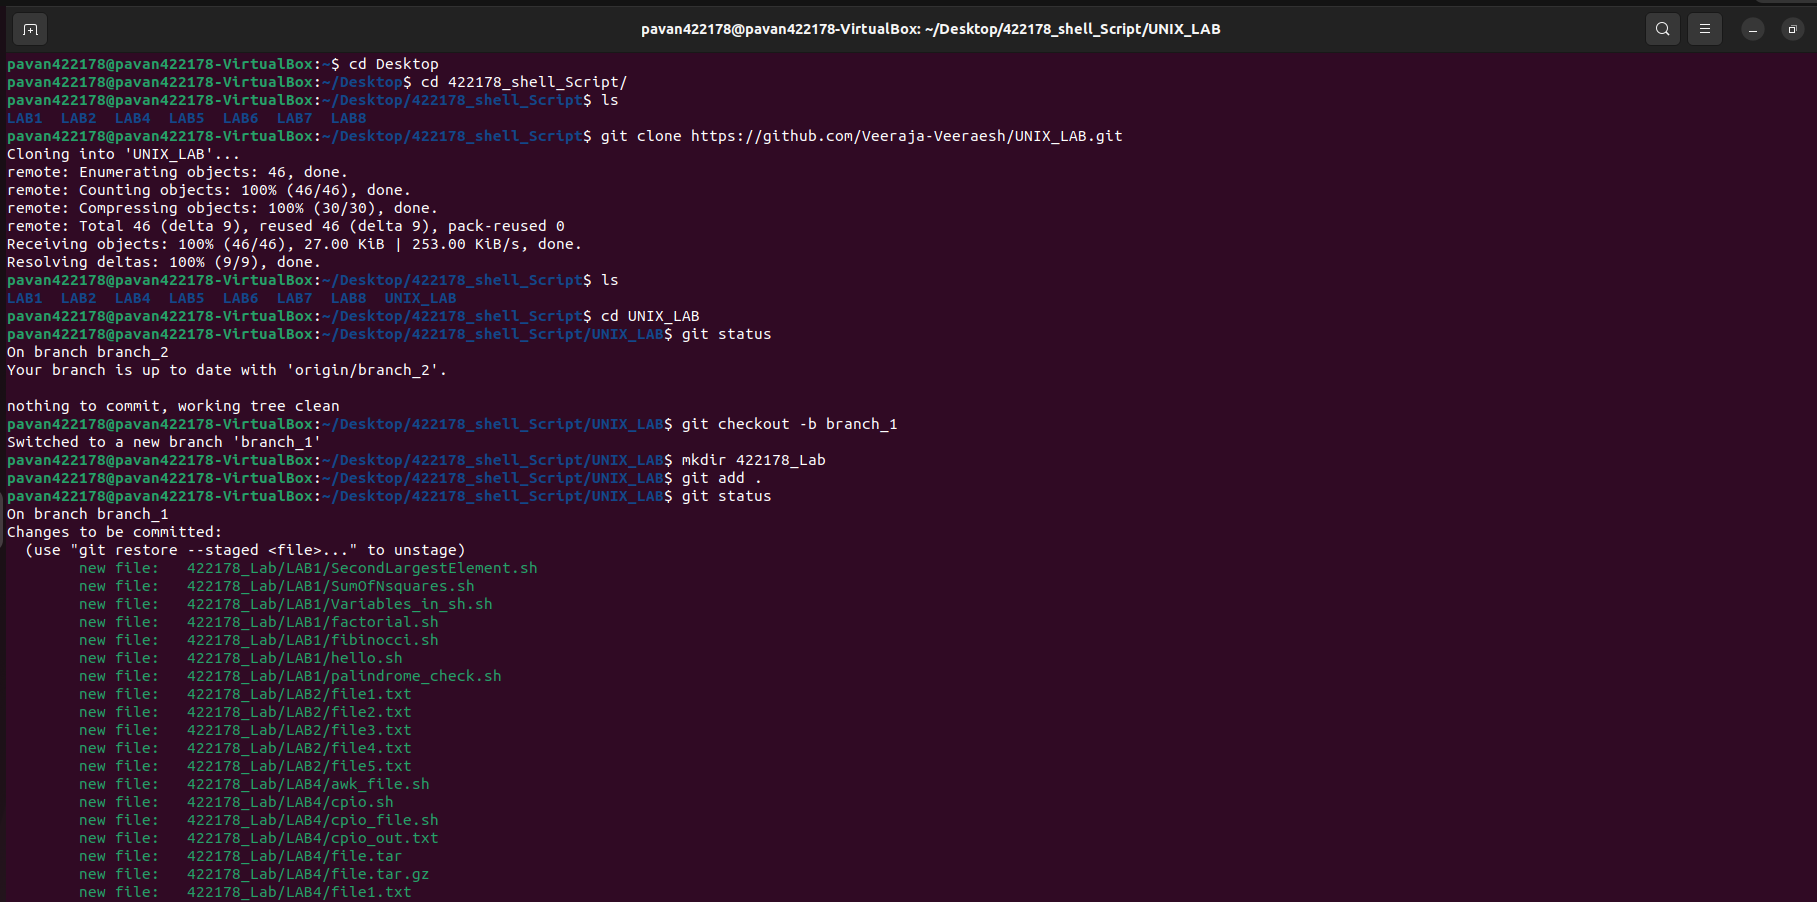 pavan422178@pavan422178-VirtualBox: ~/Desktop/422178_shell_Script/UNIX_LAB
pavan422178@pavan422178-VirtualBox:~$ cd Desktop
pavan422178@pavan422178-VirtualBox:~/Desktop$ cd 422178_shell_Script/
pavan422178@pavan422178-VirtualBox:~/Desktop/422178_shell_Script$ ls
LAB1  LAB2  LAB4  LAB5  LAB6  LAB7  LAB8
pavan422178@pavan422178-VirtualBox:~/Desktop/422178_shell_Script$ git clone https://github.com/Veeraja-Veeraesh/UNIX_LAB.git
Cloning into 'UNIX_LAB'...
remote: Enumerating objects: 46, done.
remote: Counting objects: 100% (46/46), done.
remote: Compressing objects: 100% (30/30), done.
remote: Total 46 (delta 9), reused 46 (delta 9), pack-reused 0
Receiving objects: 100% (46/46), 27.00 KiB | 253.00 KiB/s, done.
Resolving deltas: 100% (9/9), done.
pavan422178@pavan422178-VirtualBox:~/Desktop/422178_shell_Script$ ls
LAB1  LAB2  LAB4  LAB5  LAB6  LAB7  LAB8  UNIX_LAB
pavan422178@pavan422178-VirtualBox:~/Desktop/422178_shell_Script$ cd UNIX_LAB
pavan422178@pavan422178-VirtualBox:~/Desktop/422178_shell_Script/UNIX_LAB$ git status
On branch branch_2
Your branch is up to date with 'origin/branch_2'.

nothing to commit, working tree clean
pavan422178@pavan422178-VirtualBox:~/Desktop/422178_shell_Script/UNIX_LAB$ git checkout -b branch_1
Switched to a new branch 'branch_1'
pavan422178@pavan422178-VirtualBox:~/Desktop/422178_shell_Script/UNIX_LAB$ mkdir 422178_Lab
pavan422178@pavan422178-VirtualBox:~/Desktop/422178_shell_Script/UNIX_LAB$ git add .
pavan422178@pavan422178-VirtualBox:~/Desktop/422178_shell_Script/UNIX_LAB$ git status
On branch branch_1
Changes to be committed:
  (use "git restore --staged <file>..." to unstage)
        new file:   422178_Lab/LAB1/SecondLargestElement.sh
        new file:   422178_Lab/LAB1/SumOfNsquares.sh
        new file:   422178_Lab/LAB1/Variables_in_sh.sh
        new file:   422178_Lab/LAB1/factorial.sh
        new file:   422178_Lab/LAB1/fibinocci.sh
        new file:   422178_Lab/LAB1/hello.sh
        new file:   422178_Lab/LAB1/palindrome_check.sh
        new file:   422178_Lab/LAB2/file1.txt
        new file:   422178_Lab/LAB2/file2.txt
        new file:   422178_Lab/LAB2/file3.txt
        new file:   422178_Lab/LAB2/file4.txt
        new file:   422178_Lab/LAB2/file5.txt
        new file:   422178_Lab/LAB4/awk_file.sh
        new file:   422178_Lab/LAB4/cpio.sh
        new file:   422178_Lab/LAB4/cpio_file.sh
        new file:   422178_Lab/LAB4/cpio_out.txt
        new file:   422178_Lab/LAB4/file.tar
        new file:   422178_Lab/LAB4/file.tar.gz
        new file:   422178_Lab/LAB4/file1.txt